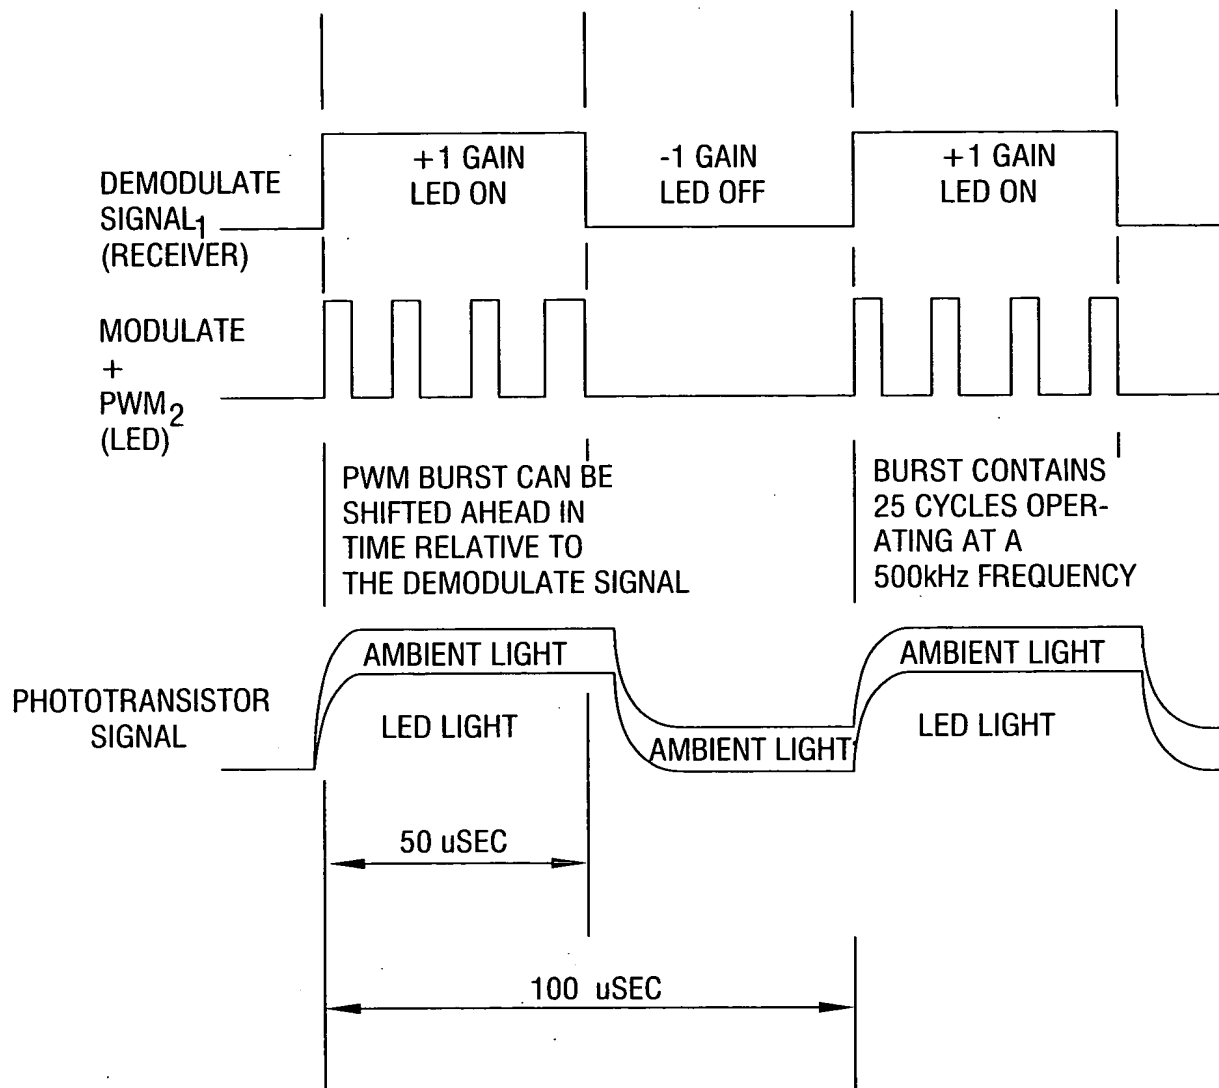 +1 GAIN
LED ON
-1 GAIN
LED OFF
+1 GAIN
LED ON
DEMODULATE
SIGNAL1
(RECEIVER)
MODULATE
+
PWM2
(LED)
PWM BURST CAN BE
SHIFTED AHEAD IN
TIME RELATIVE TO
THE DEMODULATE SIGNAL
BURST CONTAINS
25 CYCLES OPER-
ATING AT A
500kHz FREQUENCY
PHOTOTRANSISTOR
SIGNAL
AMBIENT LIGHT
LED LIGHT
AMBIENT LIGHT
AMBIENT LIGHT
LED LIGHT
50 uSEC
100 uSEC